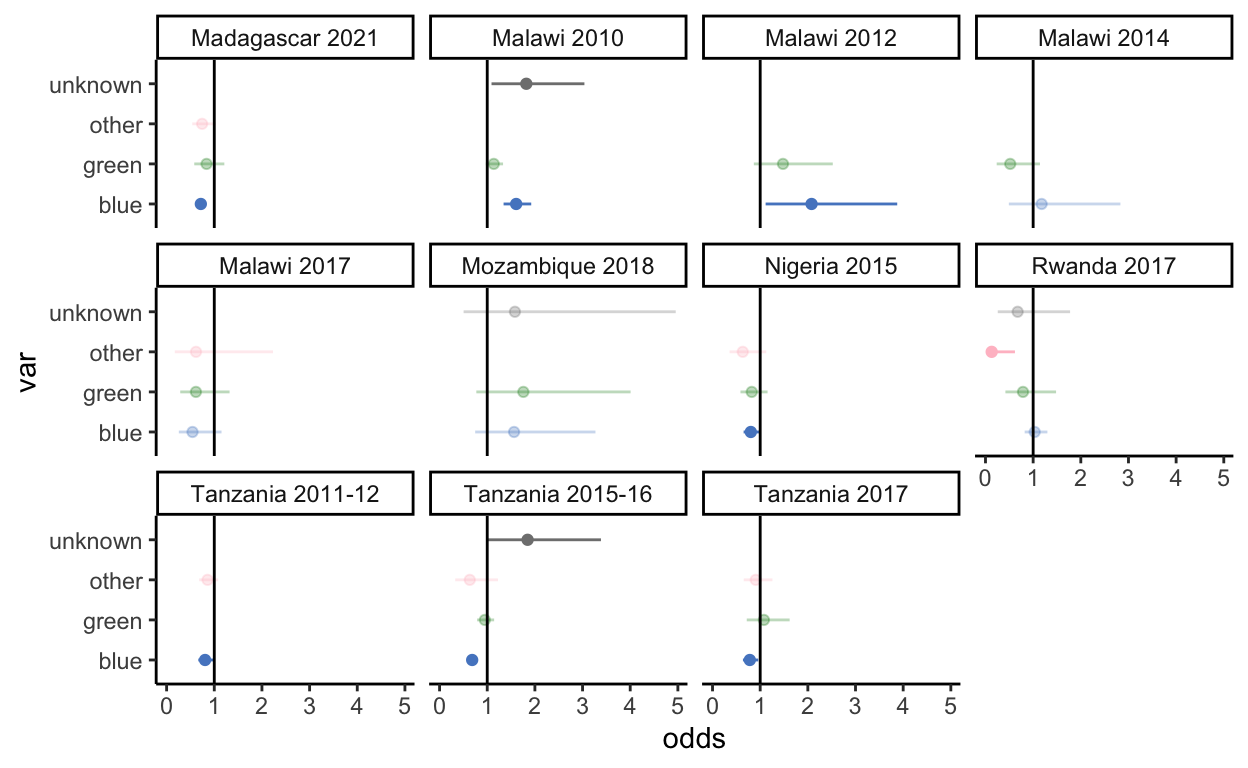 Madagascar 2021 Malawi 2010 Malawi 2012 Malawi 2014
unknown
other
green
blue
Malawi 2017 Mozambique 2018 Nigeria 2015 Rwanda 2017
unknown
other
green
blue
0 1 2 3 4 5
var
Tanzania 2011-12 Tanzania 2015-16 Tanzania 2017
unknown
other
green
blue
0 1 2 3 4 5 0 1 2 3 4 5 0 1 2 3 4 5
odds